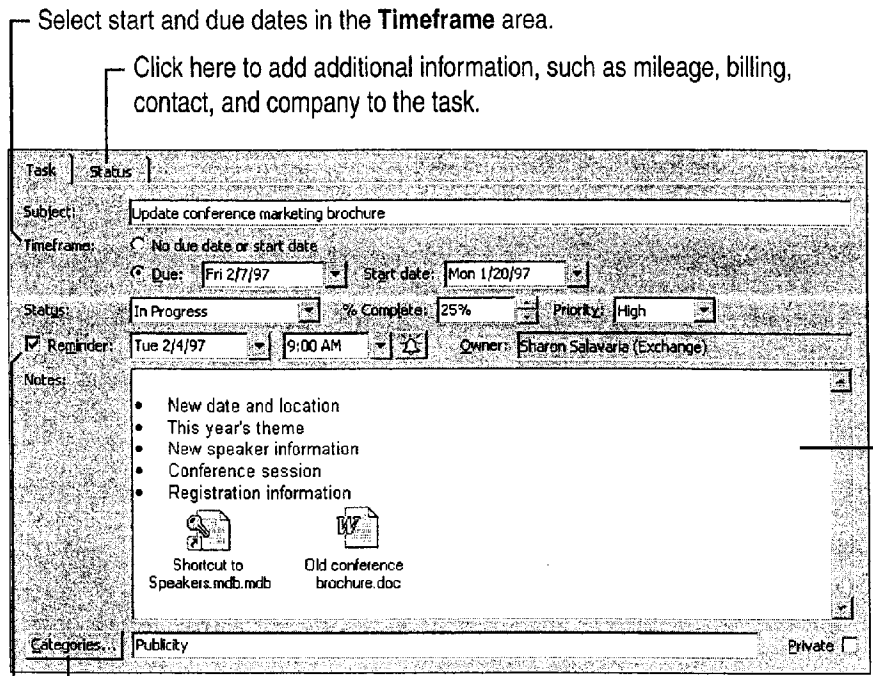 Select start and due dates in the Timeframe area.
Click here to add additional information, such as mileage, billing,
contact, and company to the task.
Task Status
Subject: Update conference marketing brochure
Timeframe: No due date or start date
Due: Fri 2/7/97 Start date: Mon 1/20/97
Status: In Progress % Complete: 25% Priority: High
Reminder: Tue 2/4/97 9:00 AM Owner: Sharon Salavaria (Exchange)
Notes:
• New date and location
• This year's theme
• New speaker information
• Conference session
• Registration information
Shortcut to Old conference
Speakers.mdb.mdb brochure.doc
Categories... Publicity Private